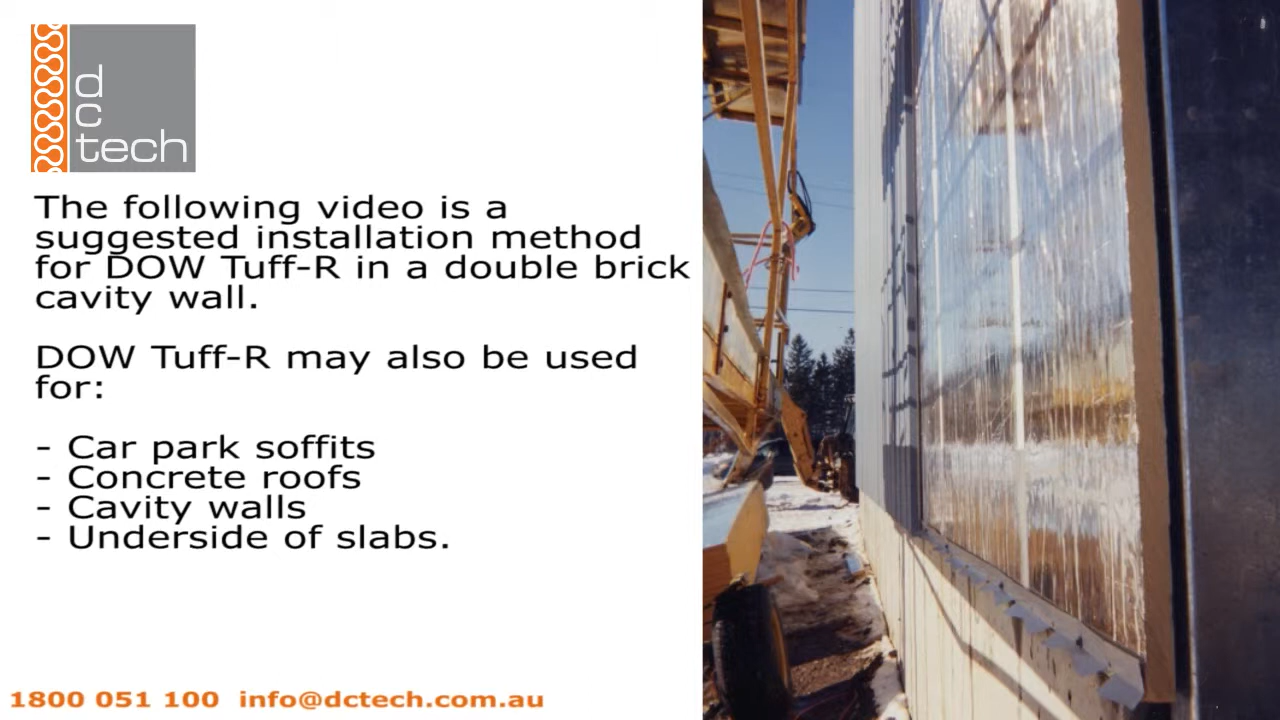 d
c
tech
The following video is a
suggested installation method
for DOW Tuff-R in a double brick
cavity wall.
DOW Tuff-R may also be used
for:
- Car park soffits
- Concrete roofs
- Cavity walls
- Underside of slabs.
1800 051 100 info@dctech.com.au